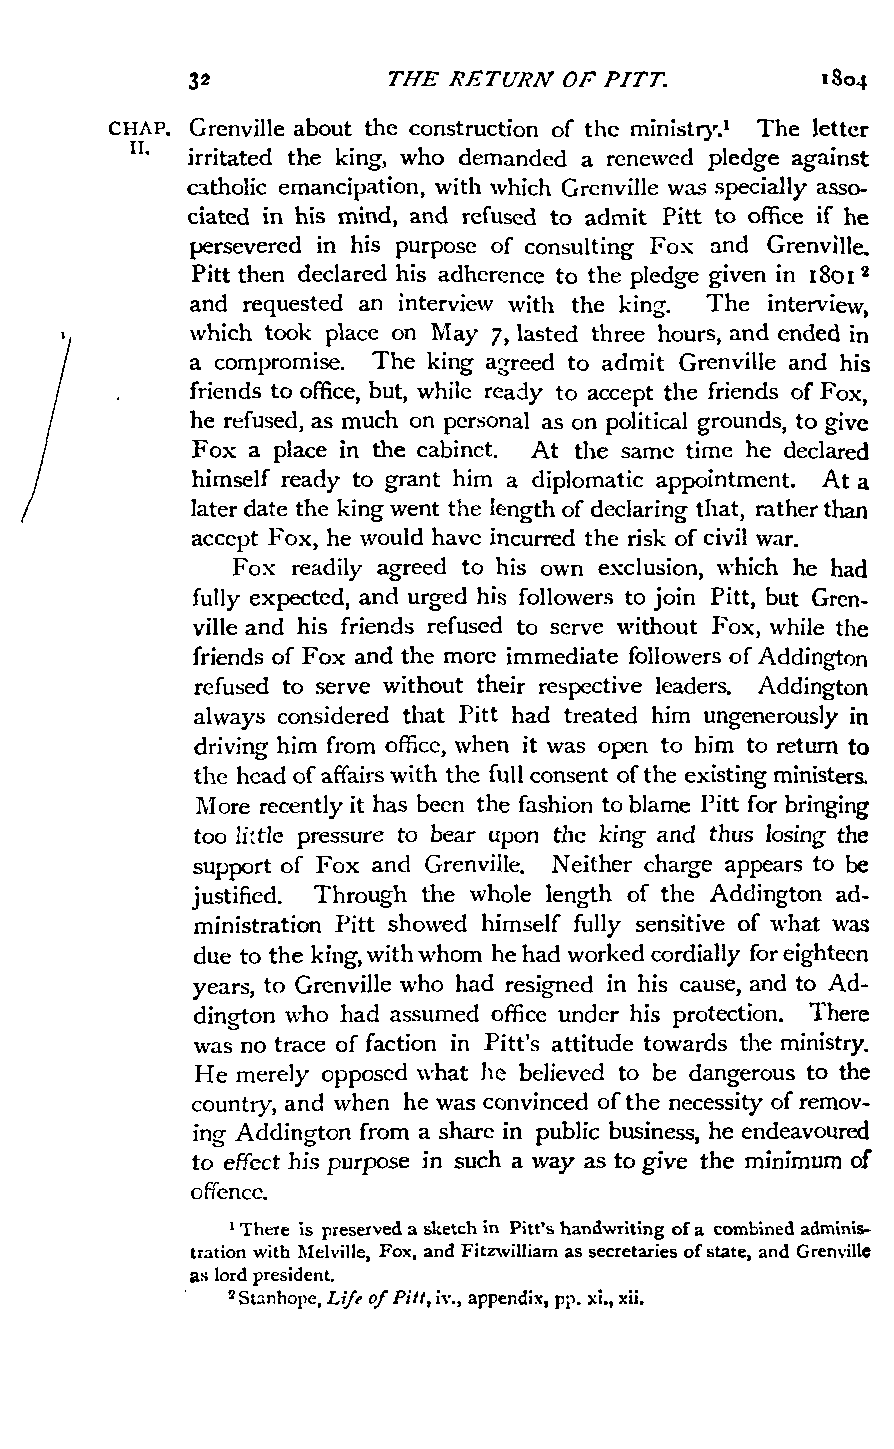 32 THE RETURN OF PITT. 1804
CHAP. Grenville about the construction of the ministry.¹ The letter
II. irritated the king, who demanded a renewed pledge against
catholic emancipation, with which Grenville was specially asso-
ciated in his mind, and refused to admit Pitt to office if he
persevered in his purpose of consulting Fox and Grenville.
Pitt then declared his adherence to the pledge given in 1801²
and requested an interview with the king. The interview,
which took place on May 7, lasted three hours, and ended in
a compromise. The king agreed to admit Grenville and his
friends to office, but, while ready to accept the friends of Fox,
he refused, as much on personal as on political grounds, to give
Fox a place in the cabinet. At the same time he declared
himself ready to grant him a diplomatic appointment. At a
later date the king went the length of declaring that, rather than
accept Fox, he would have incurred the risk of civil war.
Fox readily agreed to his own exclusion, which he had
fully expected, and urged his followers to join Pitt, but Gren-
ville and his friends refused to serve without Fox, while the
friends of Fox and the more immediate followers of Addington
refused to serve without their respective leaders. Addington
always considered that Pitt had treated him ungenerously in
driving him from office, when it was open to him to return to
the head of affairs with the full consent of the existing ministers.
More recently it has been the fashion to blame Pitt for bringing
too little pressure to bear upon the king and thus losing the
support of Fox and Grenville. Neither charge appears to be
justified. Through the whole length of the Addington ad-
ministration Pitt showed himself fully sensitive of what was
due to the king, with whom he had worked cordially for eighteen
years, to Grenville who had resigned in his cause, and to Ad-
dington who had assumed office under his protection. There
was no trace of faction in Pitt's attitude towards the ministry.
He merely opposed what he believed to be dangerous to the
country, and when he was convinced of the necessity of remov-
ing Addington from a share in public business, he endeavoured
to effect his purpose in such a way as to give the minimum of
offence.
¹ There is preserved a sketch in Pitt's handwriting of a combined adminis-
tration with Melville, Fox, and Fitzwilliam as secretaries of state, and Grenville
as lord president.
² Stanhope, Life of Pitt, iv., appendix, pp. xi., xii.